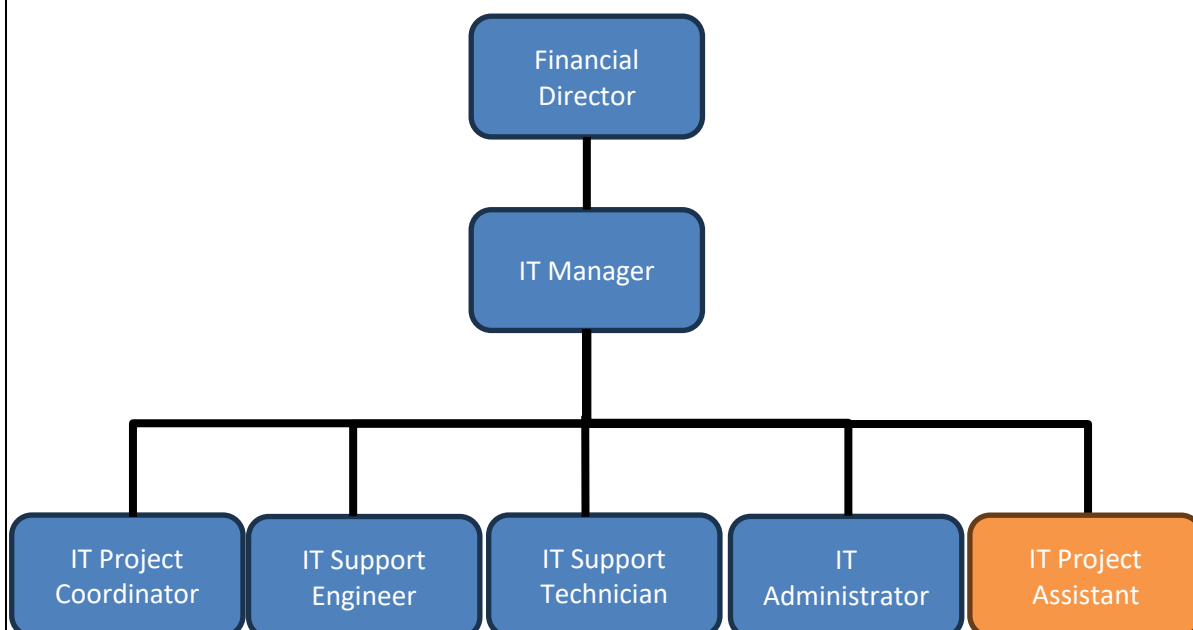 Financial
Director
IT Manager
IT Project
Coordinator
IT Support
Engineer
IT Support
Technician
IT
Administrator
IT Project
Assistant